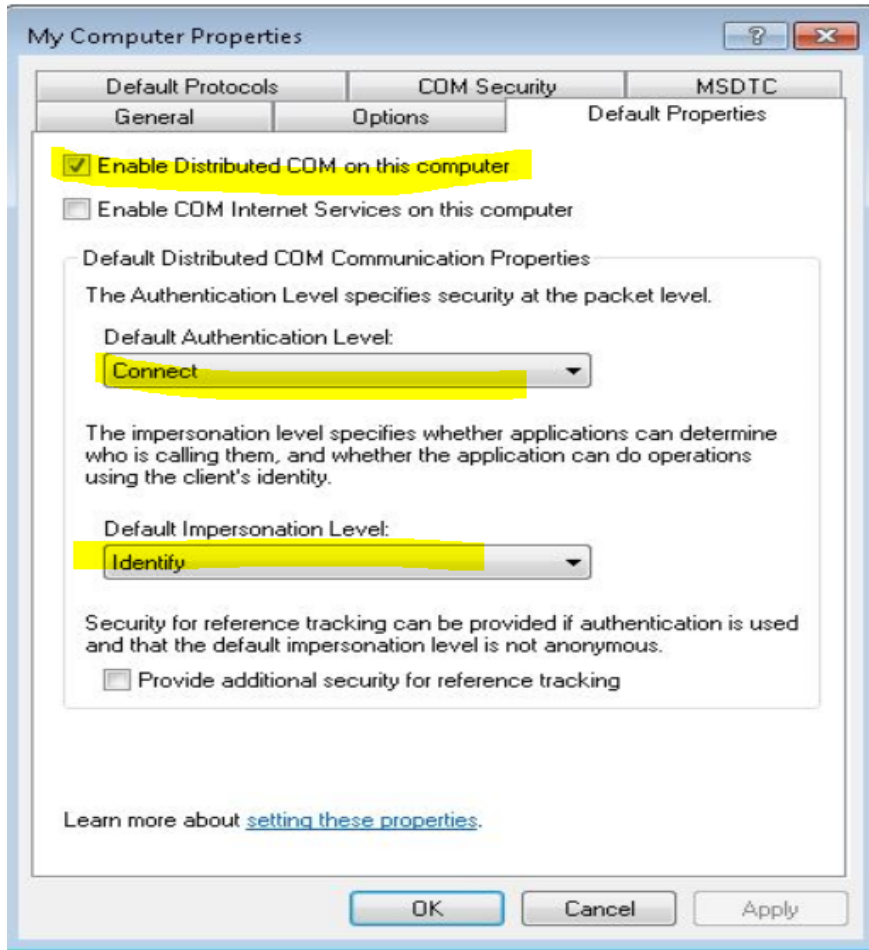 My Computer Properties
Default Protocols COM Security MSDTC
General Options Default Properties
Enable Distributed COM on this computer
Enable COM Internet Services on this computer
Default Distributed COM Communication Properties
The Authentication Level specifies security at the packet level.
Default Authentication Level:
Connect
The impersonation level specifies whether applications can determine
who is calling them, and whether the application can do operations
using the client's identity.
Default Impersonation Level:
Identify
Security for reference tracking can be provided if authentication is used
and that the default impersonation level is not anonymous.
Provide additional security for reference tracking
Learn more about setting these properties.
OK Cancel Apply